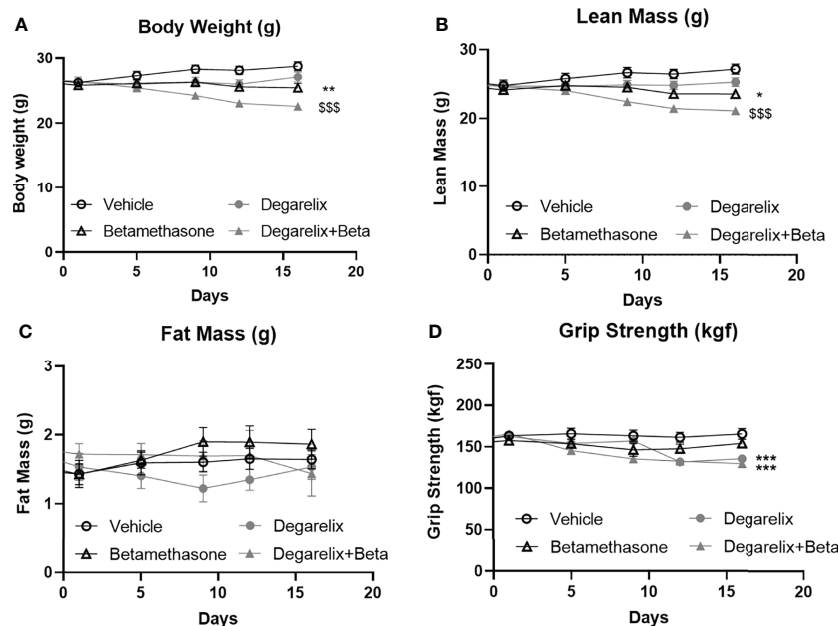 A
Body Weight (g)
Body weight (g)
30
20
10
0
0 5 10 15 20
Days
**
$$$
Vehicle
Degarelix
Betamethasone
Degarelix+Beta
B
Lean Mass (g)
Lean Mass (g)
30
20
10
0
0 5 10 15 20
Days
*
$$$
Vehicle
Degarelix
Betamethasone
Degarelix+Beta
C
Fat Mass (g)
Fat Mass (g)
3
2
1
0
0 5 10 15 20
Days
Vehicle
Degarelix
Betamethasone
Degarelix+Beta
D
Grip Strength (kgf)
Grip Strength (kgf)
250
200
150
100
50
0
0 5 10 15 20
Days
***
***
Vehicle
Degarelix
Betamethasone
Degarelix+Beta